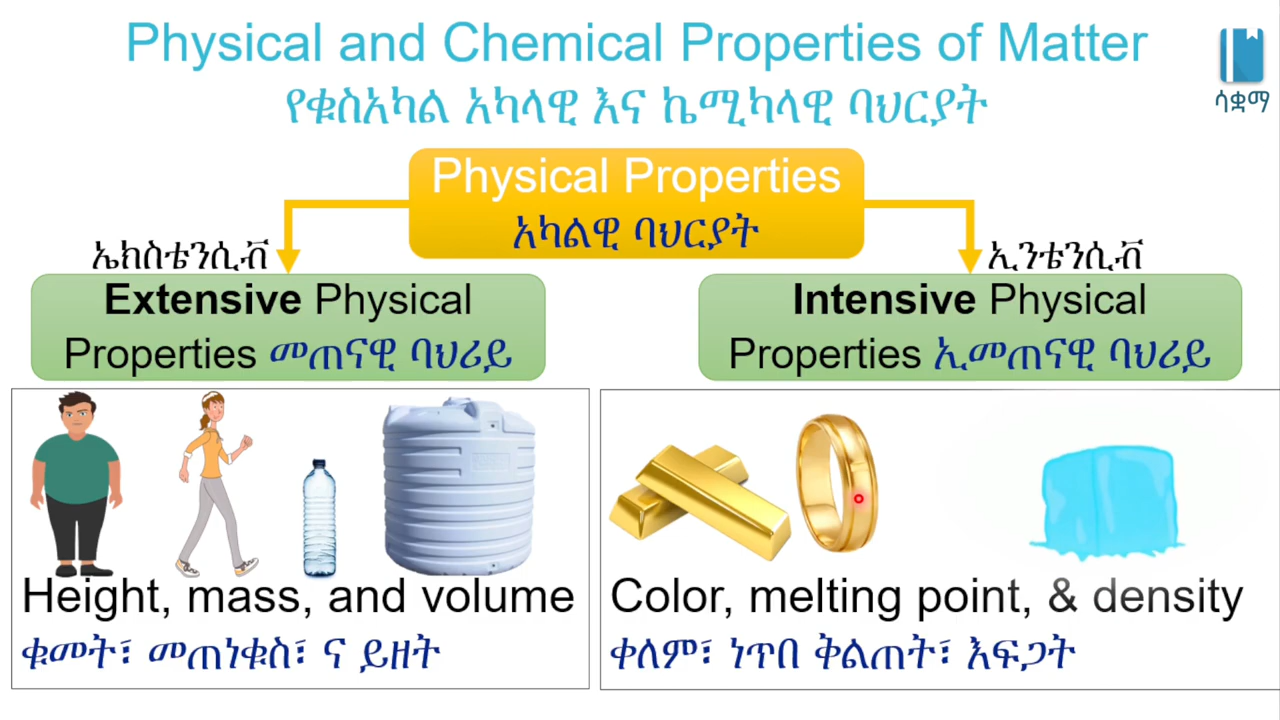 Physical and Chemical Properties of Matter
የቁስአካል አካላዊ እና ኬሚካላዊ ባህርያት
ሳቋማ
Physical Properties
አካልዊ ባህርያት
ኤክስቴንሲቭ
Extensive Physical
Properties መጠናዊ ባህሪይ
ኢንቴንሲቭ
Intensive Physical
Properties ኢመጠናዊ ባህሪይ
Height, mass, and volume
ቁመት፣ መጠነቁስ፣ ና ይዘት
Color, melting point, & density
ቀለም፣ ነጥበ ቅልጠት፣ እፍጋት